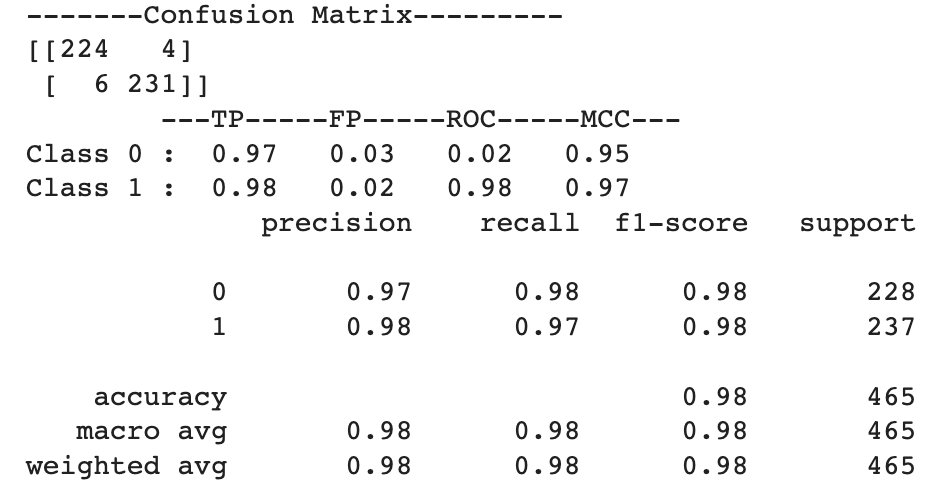 -------Confusion Matrix---------
[[224   4]
 [  6 231]]
        ---TP-----FP-----ROC-----MCC---
Class 0 :  0.97   0.03   0.02   0.95
Class 1 :  0.98   0.02   0.98   0.97
              precision    recall  f1-score   support

           0       0.97      0.98      0.98       228
           1       0.98      0.97      0.98       237

    accuracy                           0.98       465
   macro avg       0.98      0.98      0.98       465
weighted avg       0.98      0.98      0.98       465